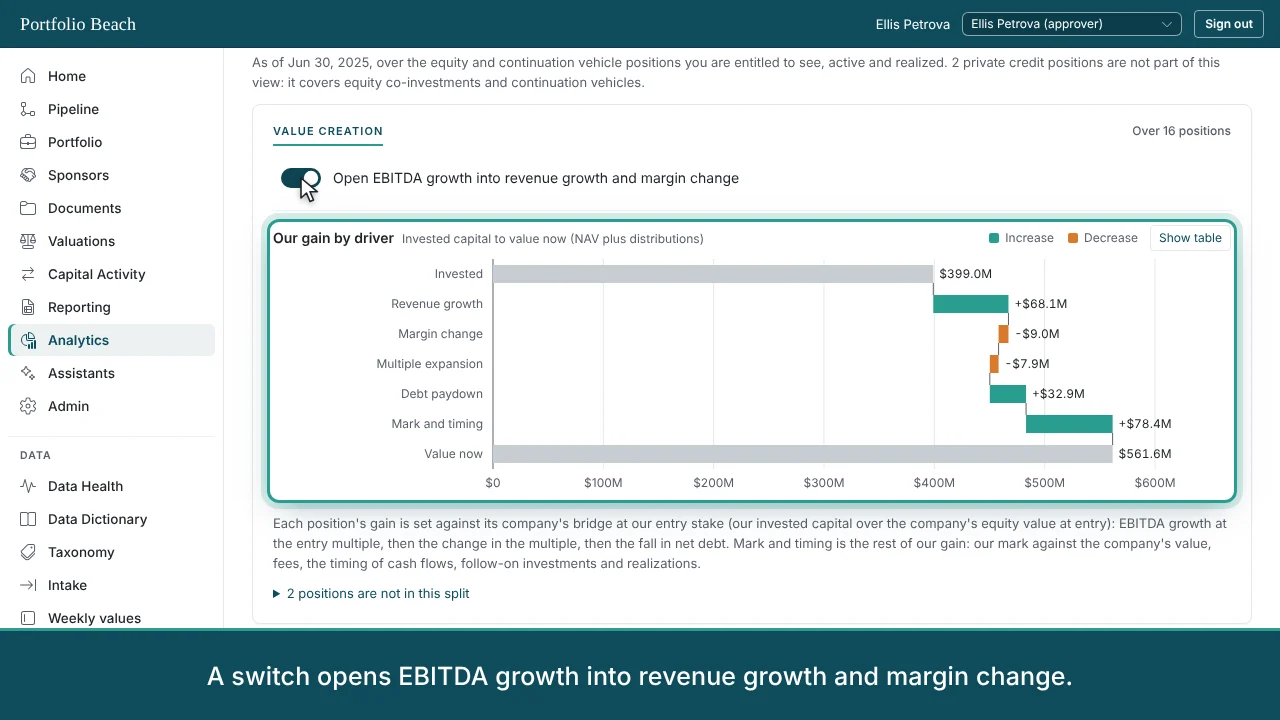 Portfolio Beach
Ellis Petrova
Ellis Petrova (approver)
Sign out
Home
Pipeline
Portfolio
Sponsors
Documents
Valuations
Capital Activity
Reporting
Analytics
Assistants
Admin
DATA
Data Health
Data Dictionary
Taxonomy
Intake
Weekly values
As of Jun 30, 2025, over the equity and continuation vehicle positions you are entitled to see, active and realized. 2 private credit positions are not part of this
view: it covers equity co-investments and continuation vehicles.
VALUE CREATION
Over 16 positions
Open EBITDA growth into revenue growth and margin change
Our gain by driver Invested capital to value now (NAV plus distributions)
Increase
Decrease
Show table
Invested $399.0M
Revenue growth +$68.1M
Margin change -$9.0M
Multiple expansion -$7.9M
Debt paydown +$32.9M
Mark and timing +$78.4M
Value now $561.6M
$0 $100M $200M $300M $400M $500M $600M
Each position's gain is set against its company's bridge at our entry stake (our invested capital over the company's equity value at entry): EBITDA growth at
the entry multiple, then the change in the multiple, then the fall in net debt. Mark and timing is the rest of our gain: our mark against the company's value,
fees, the timing of cash flows, follow-on investments and realizations.
2 positions are not in this split
A switch opens EBITDA growth into revenue growth and margin change.